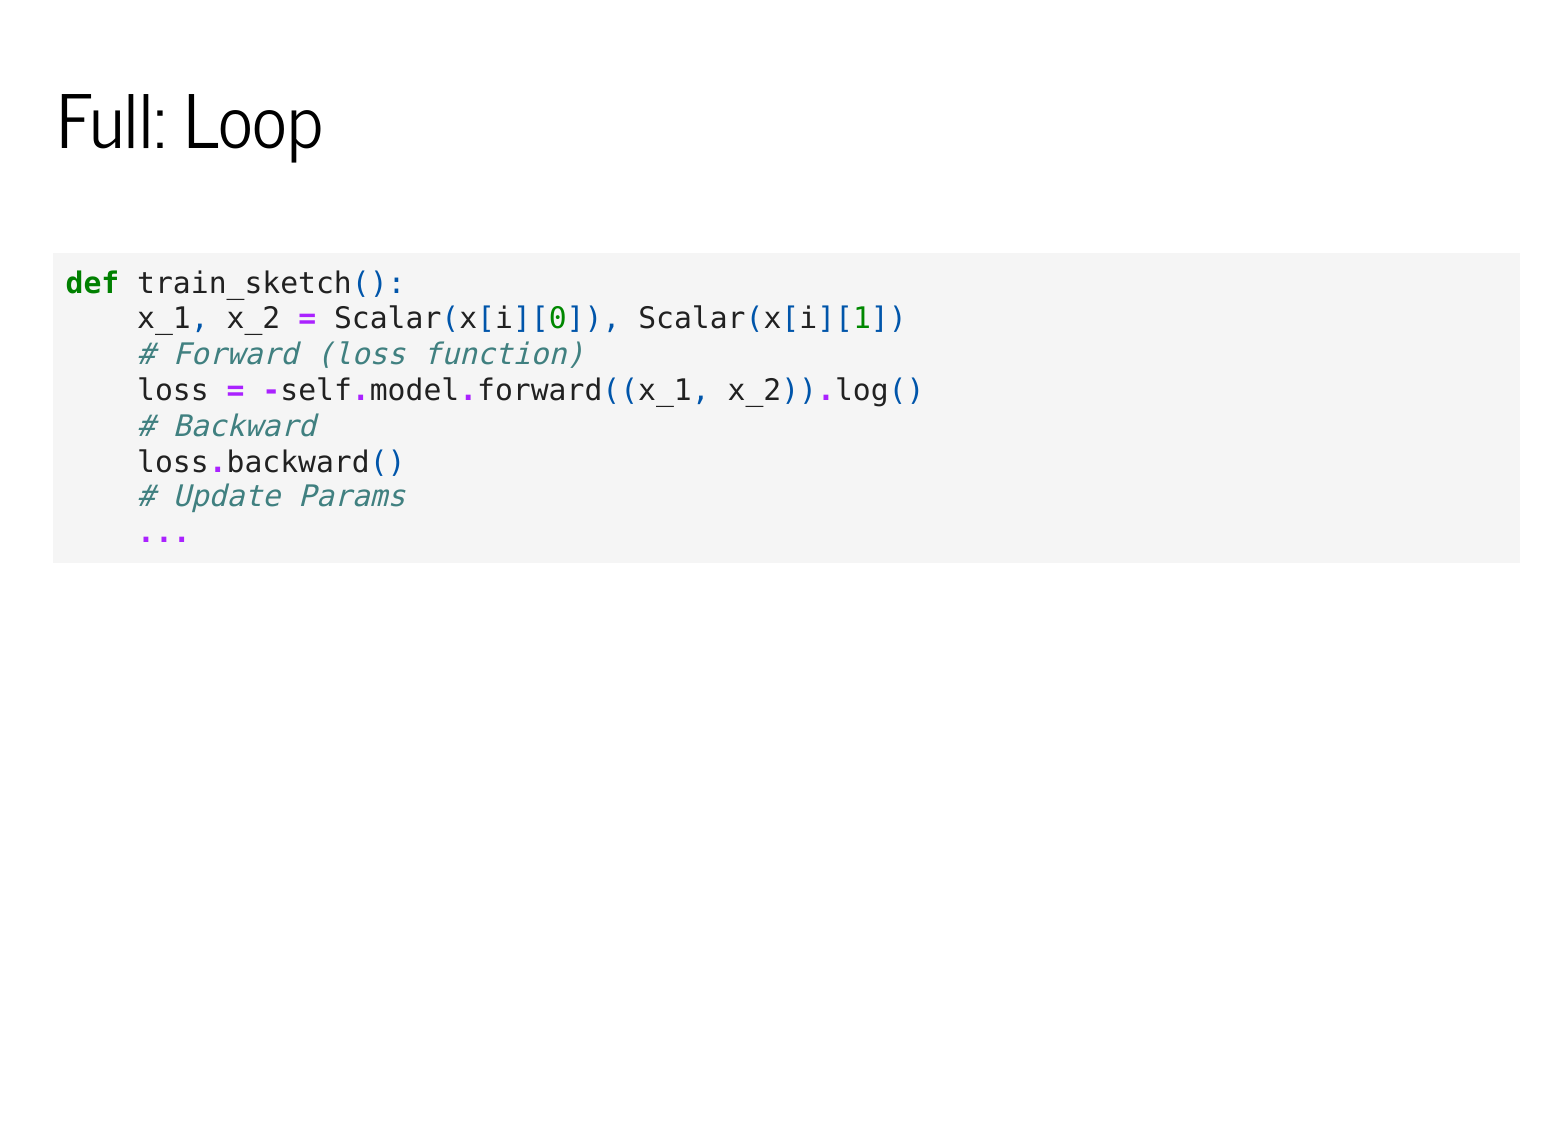 Full: Loop
def train_sketch():
    x_1, x_2 = Scalar(x[i][0]), Scalar(x[i][1])
    # Forward (loss function)
    loss = -self.model.forward((x_1, x_2)).log()
    # Backward
    loss.backward()
    # Update Params
    ...